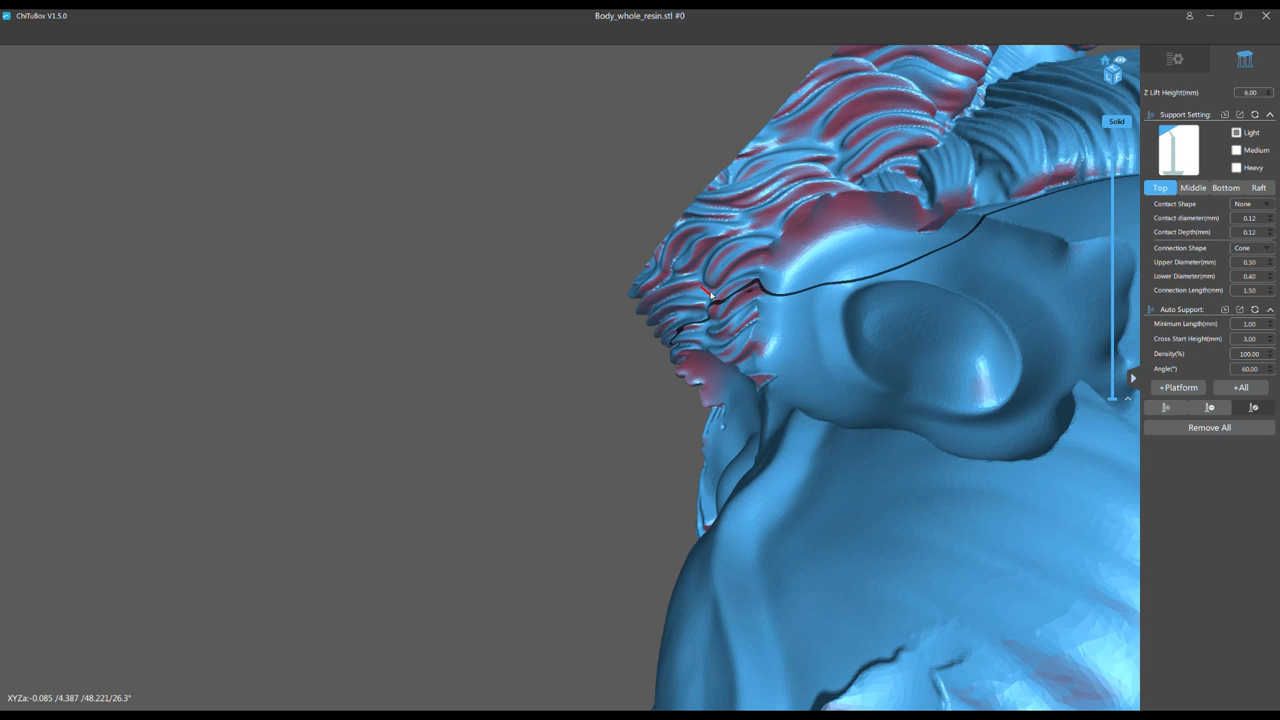 ChiTuBox V1.5.0
Body_whole_resin.stl #0
Z Lift Height(mm) 6.00
Support Setting:
Light
Solid
Medium
Heavy
Top Middle Bottom Raft
Contact Shape None
Contact diameter(mm) 0.12
Contact Depth(mm) 0.12
Connection Shape Cone
Upper Diameter(mm) 0.30
Lower Diameter(mm) 0.40
Connection Length(mm) 1.50
Auto Support:
Minimum Length(mm) 1.00
Cross Start Height(mm) 3.00
Density(%) 100.00
Angle(°) 60.00
+Platform +All
Remove All
XYZa:-0.085 /4.387 /48.221/26.3°